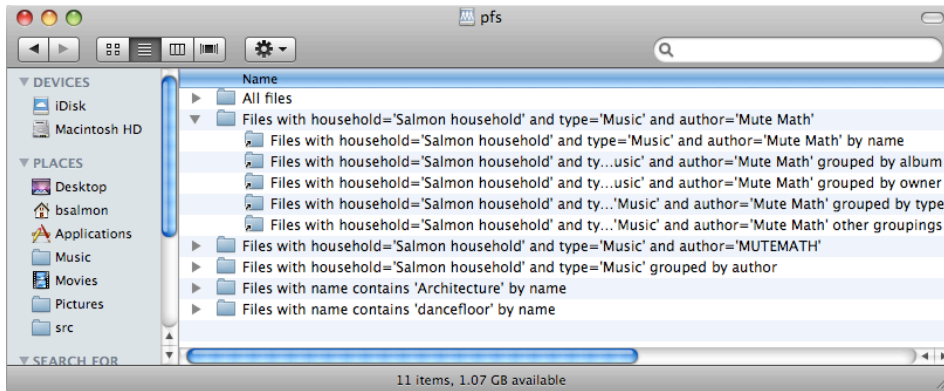 pfs
DEVICES
iDisk
Macintosh HD
PLACES
Desktop
bsalmon
Applications
Music
Movies
Pictures
src
SEARCH FOR
Name
All files
Files with household='Salmon household' and type='Music' and author='Mute Math'
Files with household='Salmon household' and type='Music' and author='Mute Math' by name
Files with household='Salmon household' and ty...usic' and author='Mute Math' grouped by album
Files with household='Salmon household' and ty...usic' and author='Mute Math' grouped by owner
Files with household='Salmon household' and ty...'Music' and author='Mute Math' grouped by type
Files with household='Salmon household' and ty...'Music' and author='Mute Math' other groupings
Files with household='Salmon household' and type='Music' and author='MUTEMATH'
Files with household='Salmon household' and type='Music' grouped by author
Files with name contains 'Architecture' by name
Files with name contains 'dancefloor' by name
11 items, 1.07 GB available